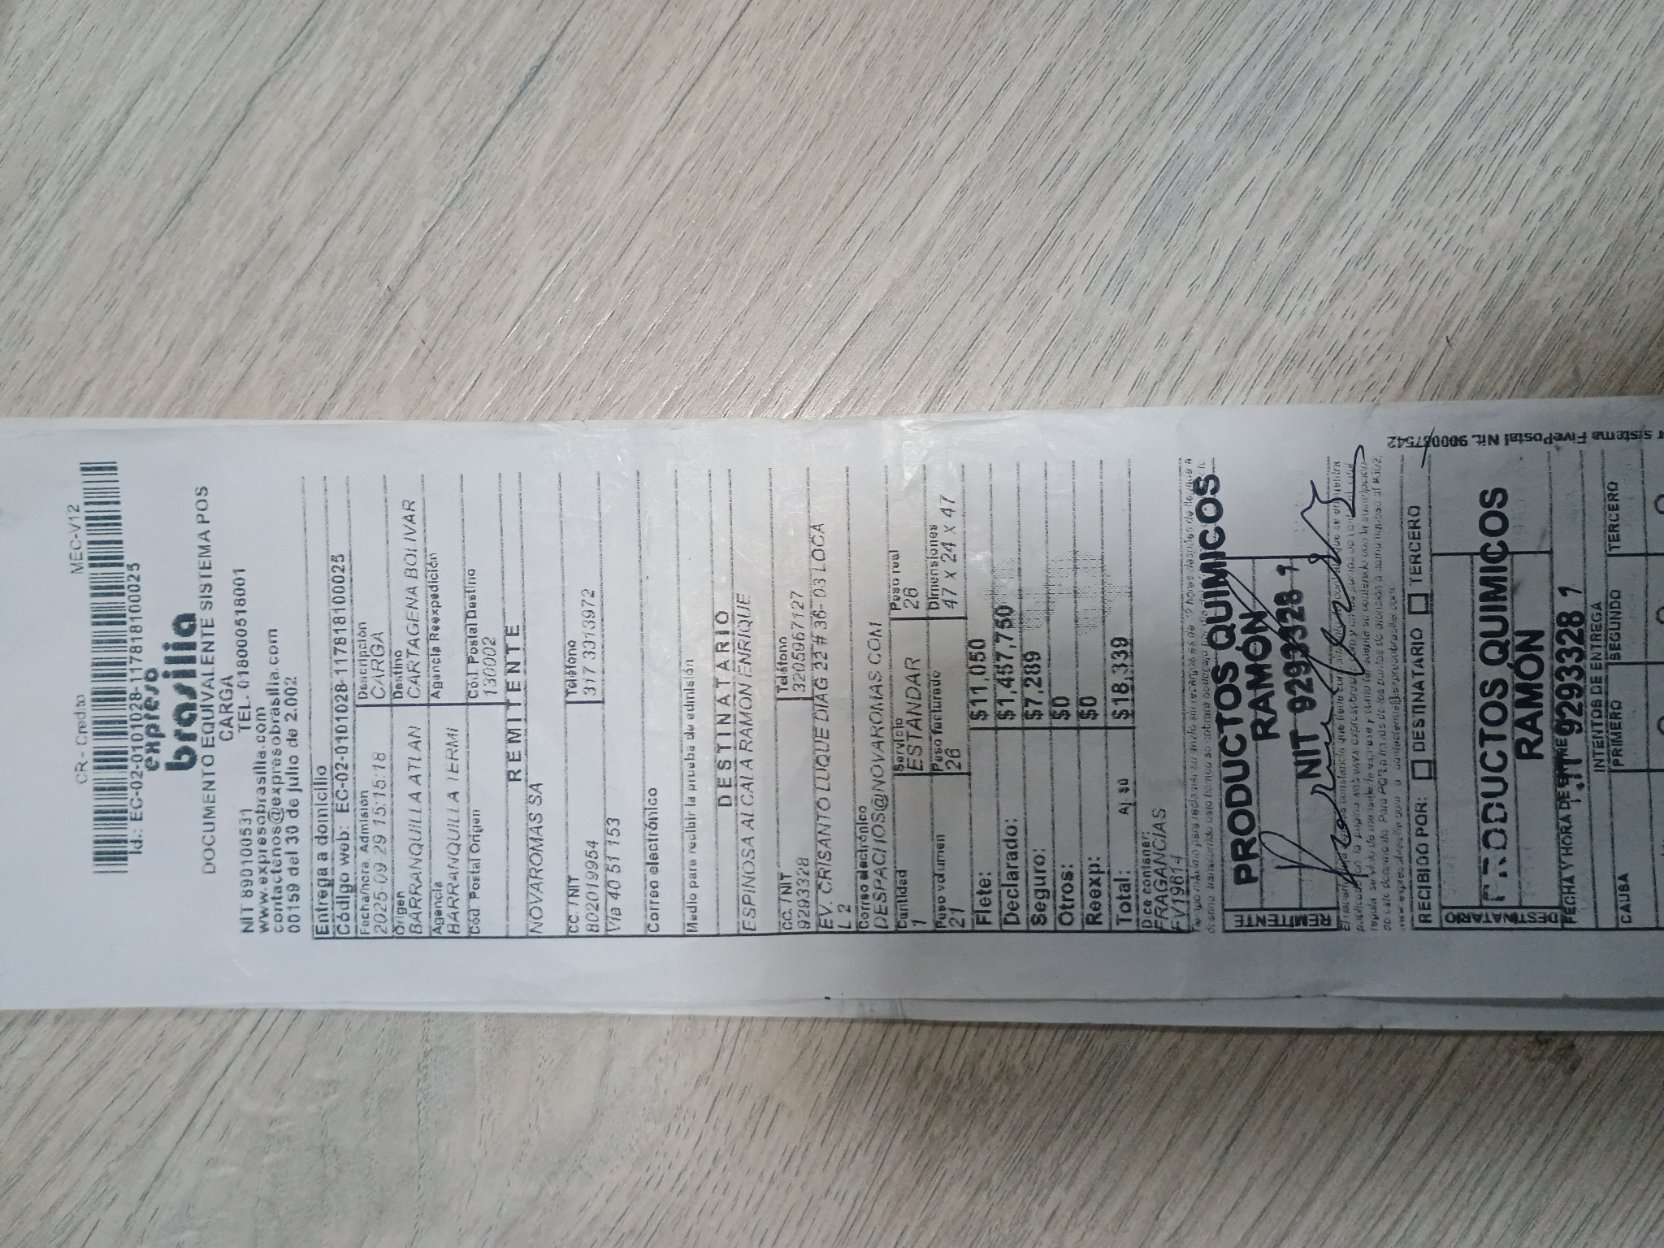 CR - Credito MEC-V12
Id.: EC-02-0101028-117818100025
expreso
brasilia
DOCUMENTO EQUIVALENTE SISTEMA POS
CARGA
NIT 890100531 TEL. 018000518001
www.expresobrasilia.com
contactenos@expresobrasilia.com
00159 del 30 de julio de 2.002
Entrega a domicilio
Código web: EC-02-0101028-117818100025
Fecha/hora Admisión Descripción
2025-09-29 15:15:18 CARGA
Origen Destino
BARRANQUILLA ATLAN CARTAGENA BOLIVAR
Agencia Agencia Reexpedición
BARRANQUILLA TERMI
Cód. Postal Origen Cód. Postal Destino
130002
REMITENTE
NOVAROMAS SA
CC. / NIT Teléfono
802019954 317 3313972
Via 40 51 153
Correo electrónico
Medio para recibir la prueba de admisión
DESTINATARIO
ESPINOSA ALCALA RAMON ENRIQUE
CC. / NIT Teléfono
9293328 3205967127
EV. CRISANTO LUQUE DIAG 22 # 36- 03 LOCA
L 2
Correo electrónico
DESPACHOS@NOVAROMAS.COM
Cantidad Servicio Peso real
1 ESTANDAR 26
Peso volumen Peso facturado Dimensiones
21 26 47 X 24 X 47
Flete: $11,050
Declarado: $1,457,750
Seguro: $7,289
Otros: $0
Reexp: $0
Total: Aj. $0 $18,339
Dice contener:
FRAGANCIAS
FV19614
REMITENTE
PRODUCTOS QUIMICOS
RAMÓN
NIT 9293328-1
RECIBIDO POR: DESTINATARIO TERCERO
DESTINATARIO
PRODUCTOS QUIMICOS
RAMÓN
9293328 1
FECHA Y HORA DE
INTENTOS DE ENTREGA
CAUSA PRIMERO SEGUNDO TERCERO
sistema FivePostal Nit. 900087542